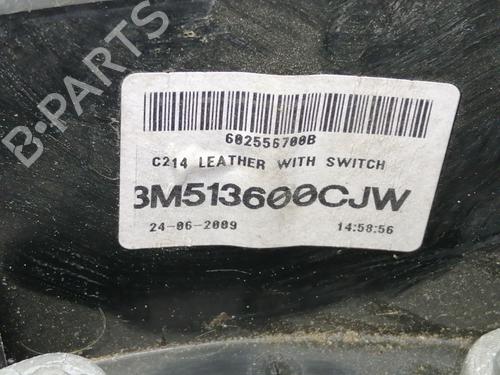 B-PARTS
602556700B
C214 LEATHER WITH SWITCH
3M513600CJW
24-06-2009 14:58:56